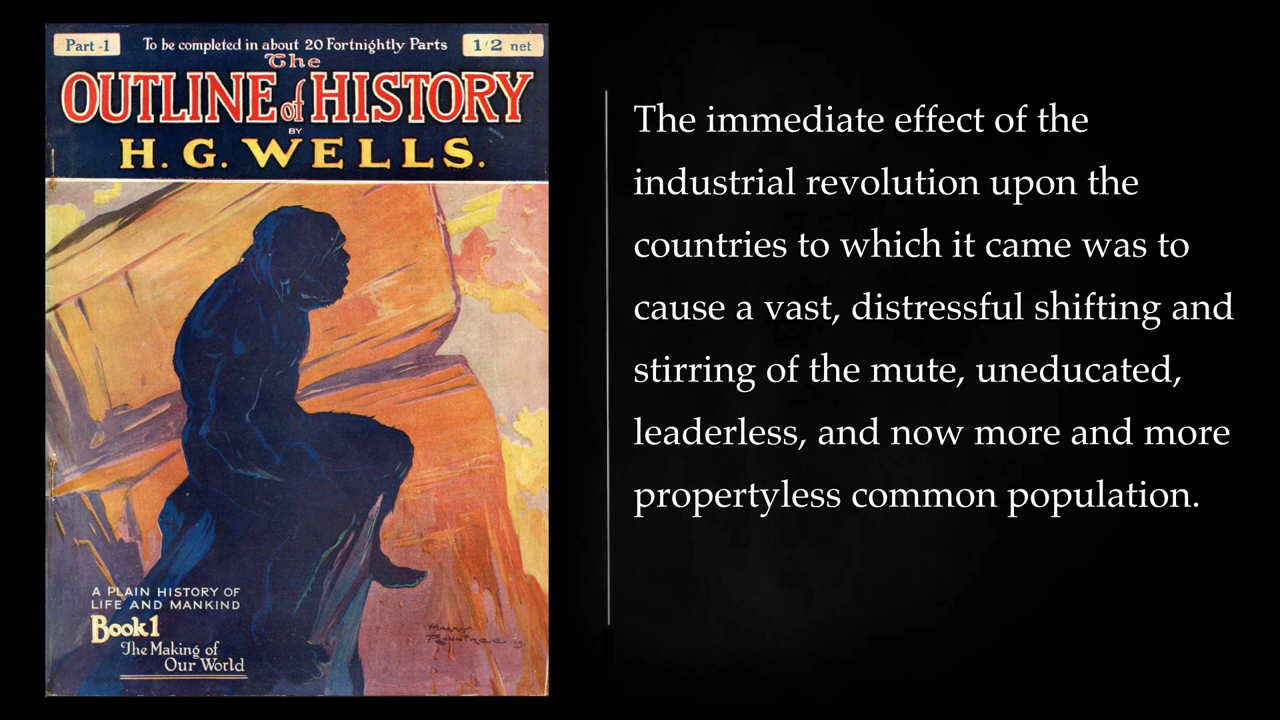 Part -1
To be completed in about 20 Fortnightly Parts
1/2 net
The
OUTLINE of HISTORY
BY
H. G. WELLS.
A PLAIN HISTORY OF
LIFE AND MANKIND
Book 1
The Making of
Our World
The immediate effect of the
industrial revolution upon the
countries to which it came was to
cause a vast, distressful shifting and
stirring of the mute, uneducated,
leaderless, and now more and more
propertyless common population.